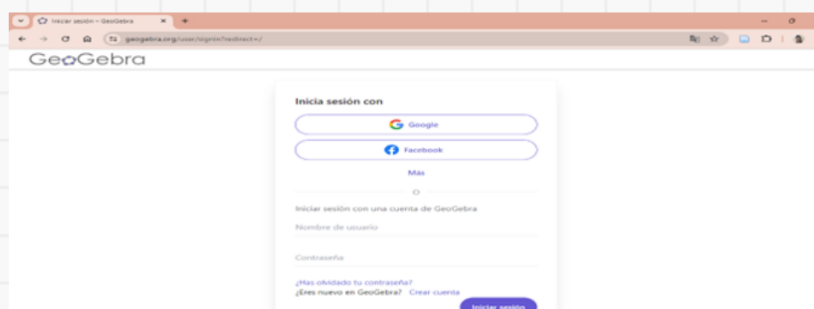 Iniciar sesión - GeoGebra
geogebra.org/user/signin?redirect=/
GeoGebra
Inicia sesión con
Google
Facebook
Más
O
Iniciar sesión con una cuenta de GeoGebra
Nombre de usuario
Contraseña
¿Has olvidado tu contraseña?
¿Eres nuevo en GeoGebra? Crear cuenta
Iniciar sesión